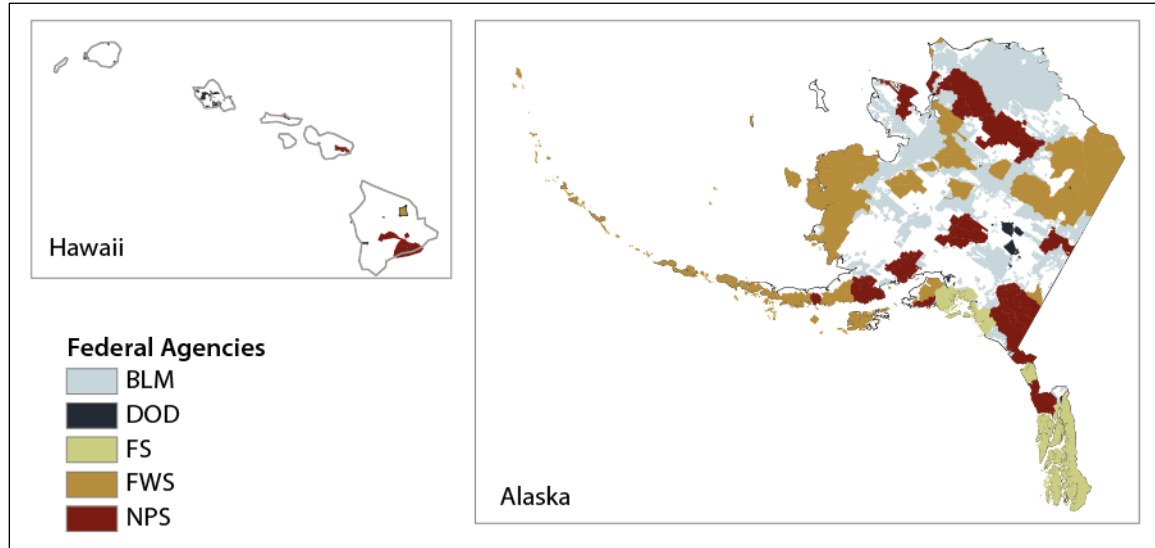 Hawaii
Federal Agencies
BLM
DOD
FS
FWS
NPS
Alaska